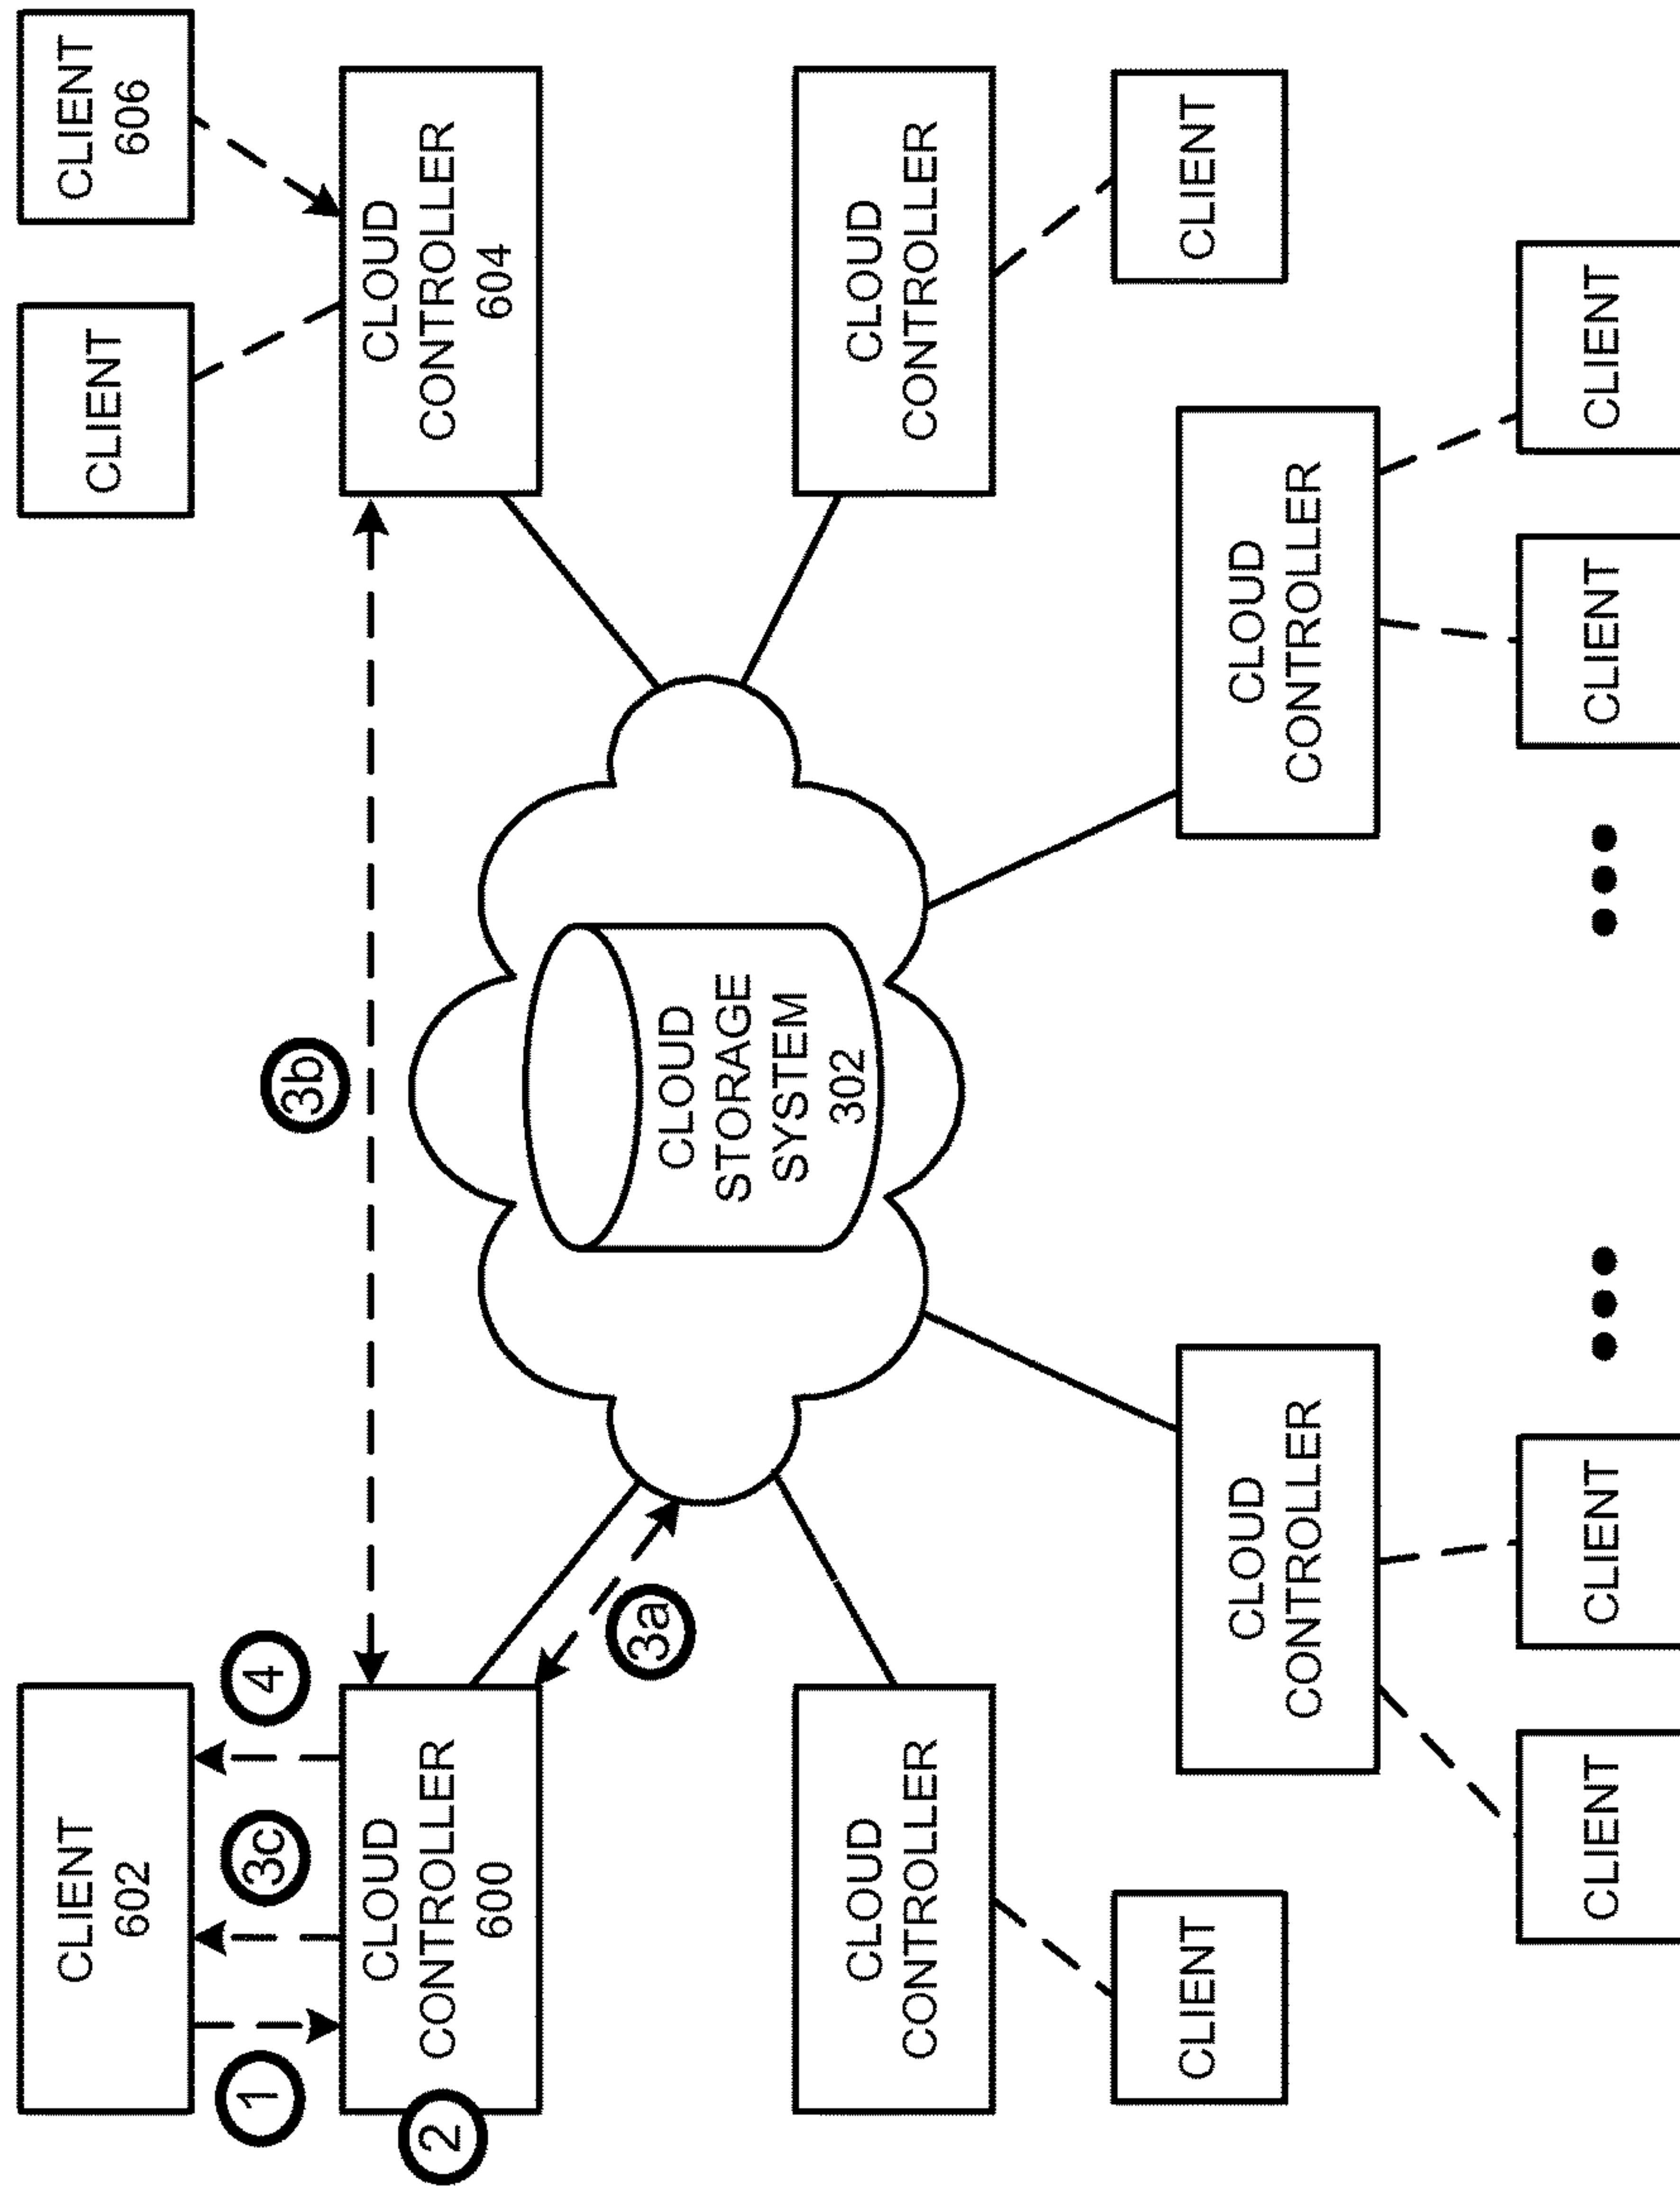 CLIENT
602
CLIENT
CLIENT
606
1
3c
4
3b
2
CLOUD
CONTROLLER
600
CLOUD
CONTROLLER
604
3a
CLOUD
STORAGE
SYSTEM
302
CLOUD
CONTROLLER
CLOUD
CONTROLLER
CLIENT
CLIENT
CLOUD
CONTROLLER
CLOUD
CONTROLLER
CLIENT
CLIENT
CLIENT
CLIENT